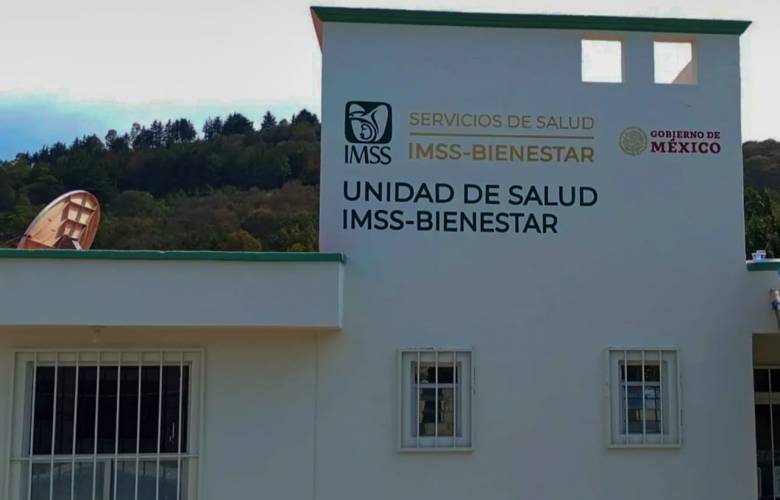 IMSS
SERVICIOS DE SALUD
IMSS-BIENESTAR
GOBIERNO DE
MÉXICO
UNIDAD DE SALUD
IMSS-BIENESTAR